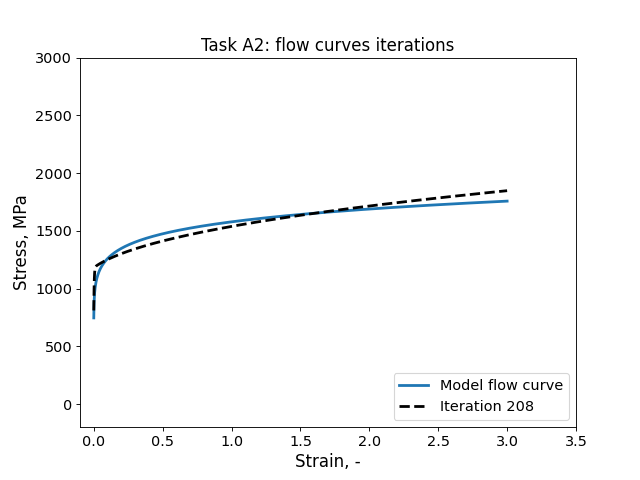 Task A2: flow curves iterations
3000
2500
2000
1500
1000
500
0
Stress, MPa
0.0 0.5 1.0 1.5 2.0 2.5 3.0 3.5
Strain, -
Model flow curve
Iteration 208